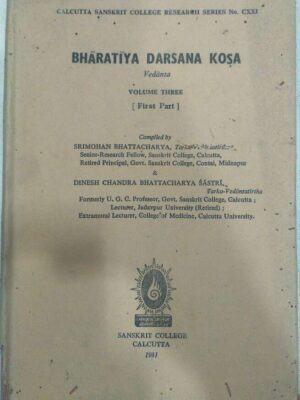 CALCUTTA SANSKRIT COLLEGE RESEARCH SERIES No. CXXI
BHĀRATĪYA DARSANA KOṢA
Vedānta
VOLUME THREE
[ First Part ]
Compiled by
SRIMOHAN BHATTACHARYA,
Senior-Research Fellow, Sanskrit College, Calcutta,
Retired Principal, Govt. Sanskrit College, Contai, Midnapur
&
DINESH CHANDRA BHATTACHARYA ŚĀSTRĪ,
Tarka-Vedāntatīrtha
Formerly U. G. C. Professor, Govt. Sanskrit College, Calcutta ;
Lecturer, Jadavpur University (Retired) ;
Extramural Lecturer, College of Medicine, Calcutta University.
SANSKRIT COLLEGE
CALCUTTA
1981